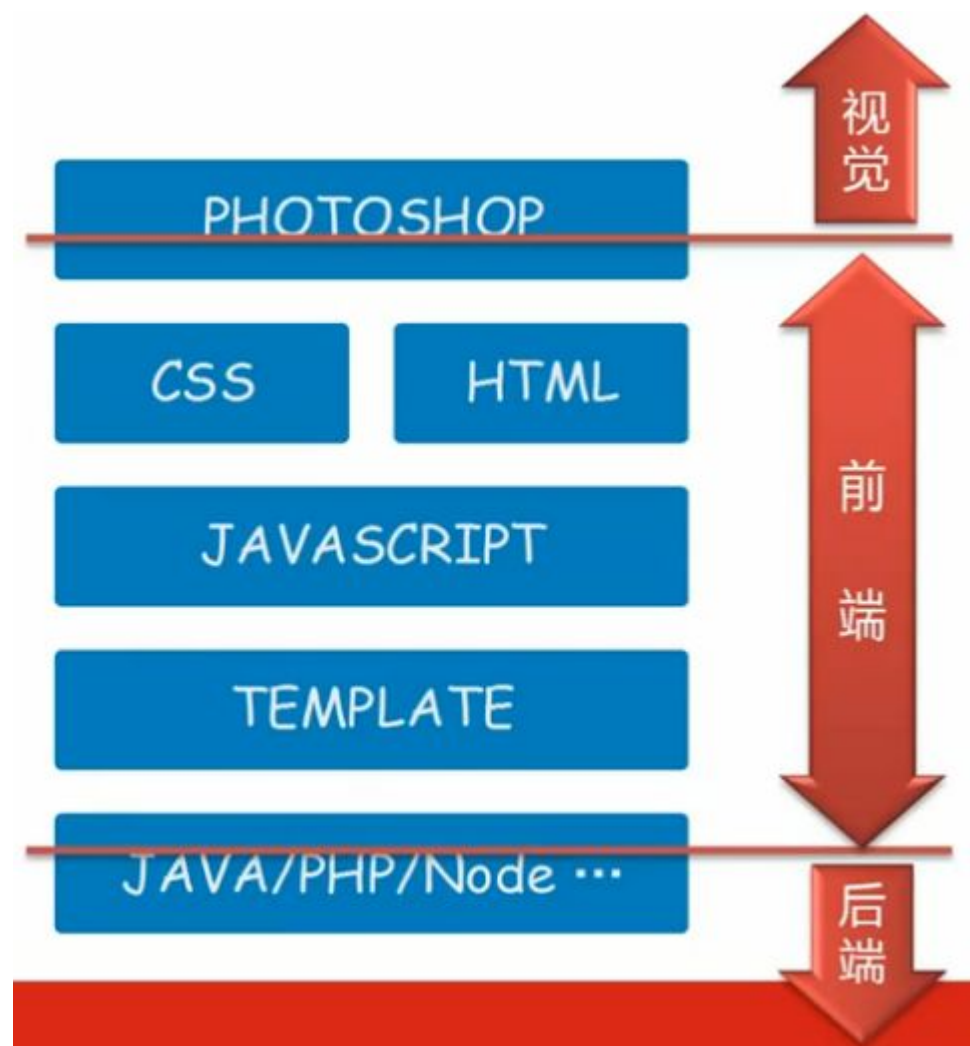 视觉
PHOTOSHOP
CSS
HTML
JAVASCRIPT
前端
TEMPLATE
JAVA/PHP/Node ···
后端